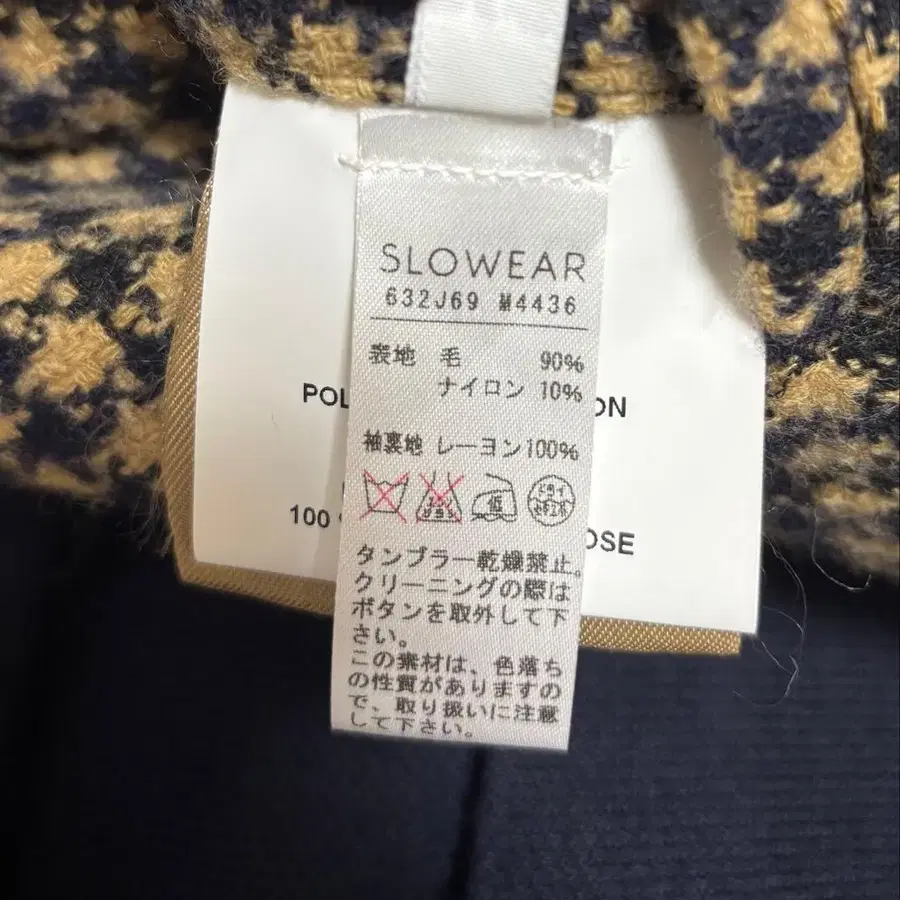 SLOWEAR
632J69 M4436
表地 毛 90%
ナイロン 10%
POL
ON
袖裏地 レーヨン100%
低
100
OSE
タンブラー乾燥禁止。
クリーニングの際は
ボタンを取外して下
さい。
この素材は、色落ち
の性質がありますの
で、取り扱いに注意
して下さい。